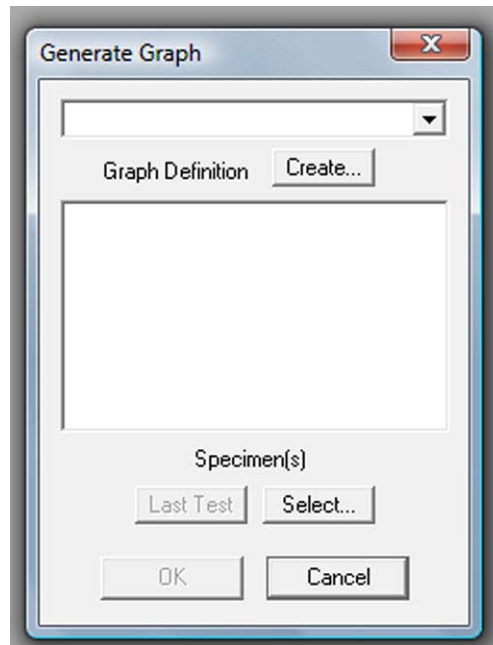 Generate Graph
Graph Definition Create...
Specimen(s)
Last Test Select...
OK Cancel